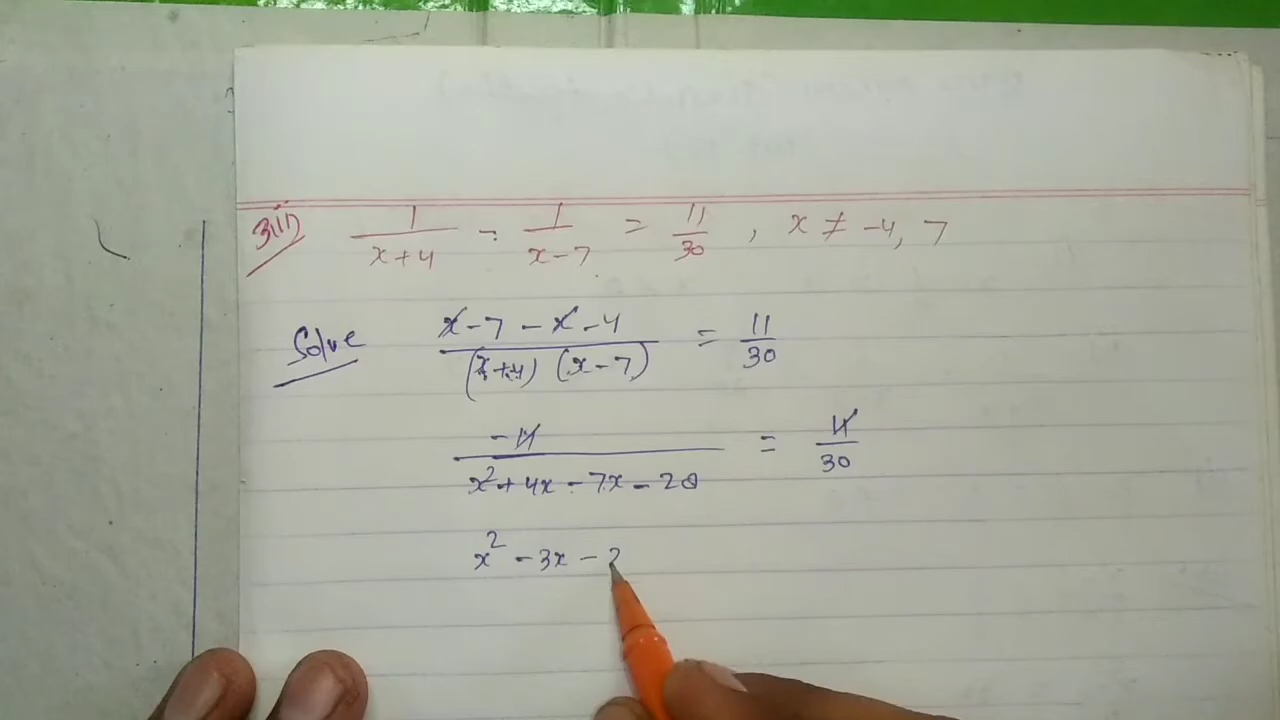 3(ii) 1/(x+4) - 1/(x-7) = 11/30 , x ≠ -4, 7
Solve (x-7-x-4)/((x+4)(x-7)) = 11/30
-11/(x²+4x-7x-28) = 11/30
x² - 3x - 2